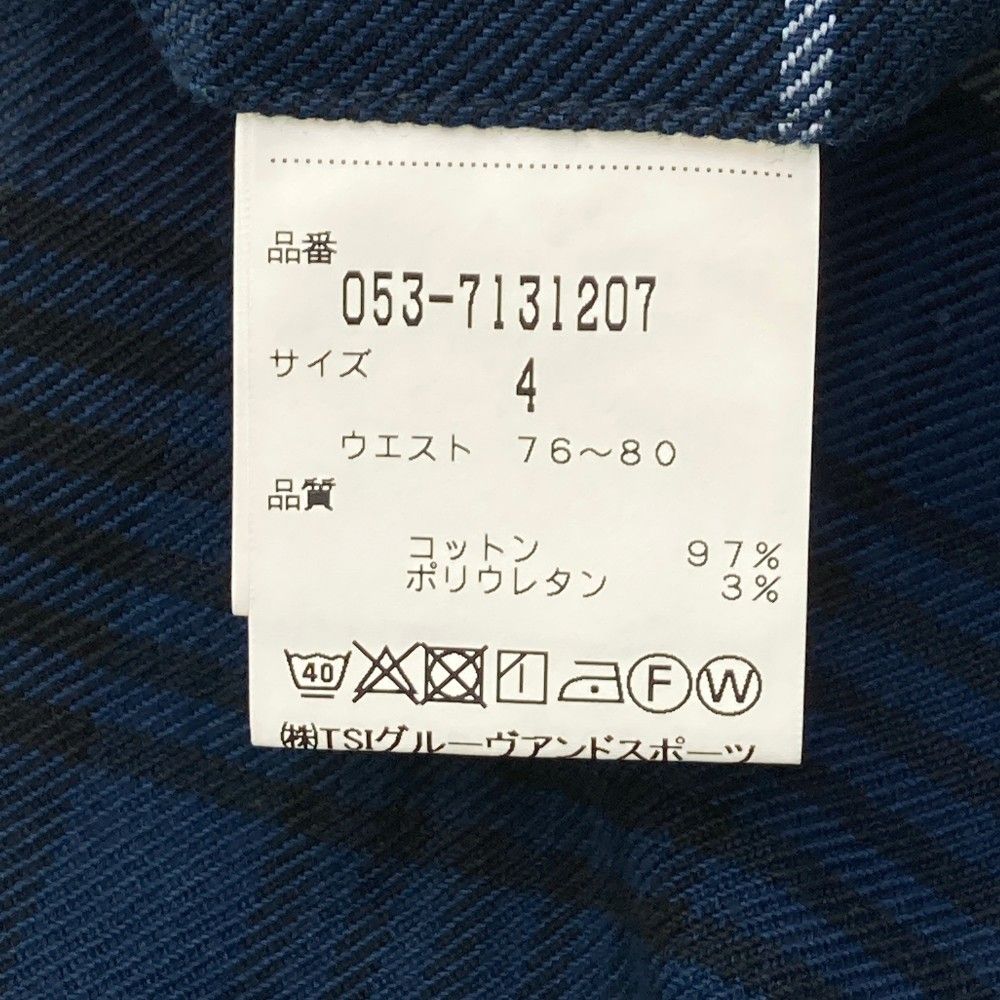 品番
053-7131207
サイズ 4
ウエスト 76～80
品質
コットン 97%
ポリウレタン 3%
40 F W
㈱TSIグルーヴアンドスポーツ